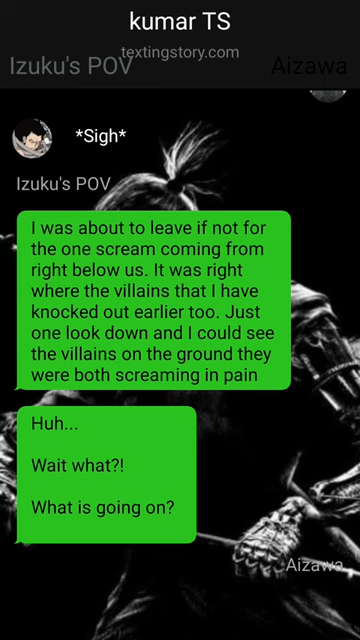 kumar TS
textingstory.com
Izuku's POV
Aizawa
*Sigh*
Izuku's POV
I was about to leave if not for
the one scream coming from
right below us. It was right
where the villains that I have
knocked out earlier too. Just
one look down and I could see
the villains on the ground they
were both screaming in pain
Huh...
Wait what?!
What is going on?
Aizawa